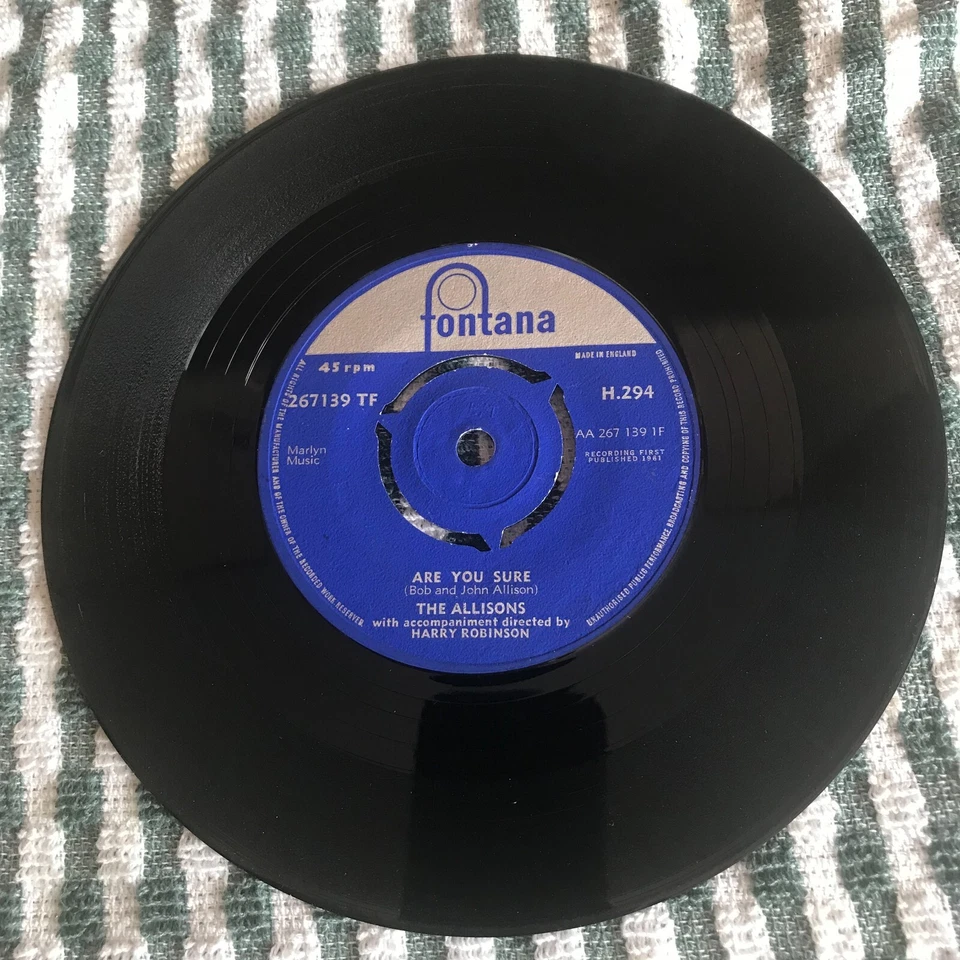 fontana
MADE IN ENGLAND
45 rpm
267139 TF
H.294
AA 267 139 1F
Marlyn
Music
RECORDING FIRST
PUBLISHED 1961
ARE YOU SURE
(Bob and John Allison)
THE ALLISONS
with accompaniment directed by
HARRY ROBINSON
ALL RIGHTS OF THE MANUFACTURER AND OF THE OWNER OF THE RECORDED WORK RESERVED
UNAUTHORISED PUBLIC PERFORMANCE, BROADCASTING AND COPYING OF THIS RECORD PROHIBITED